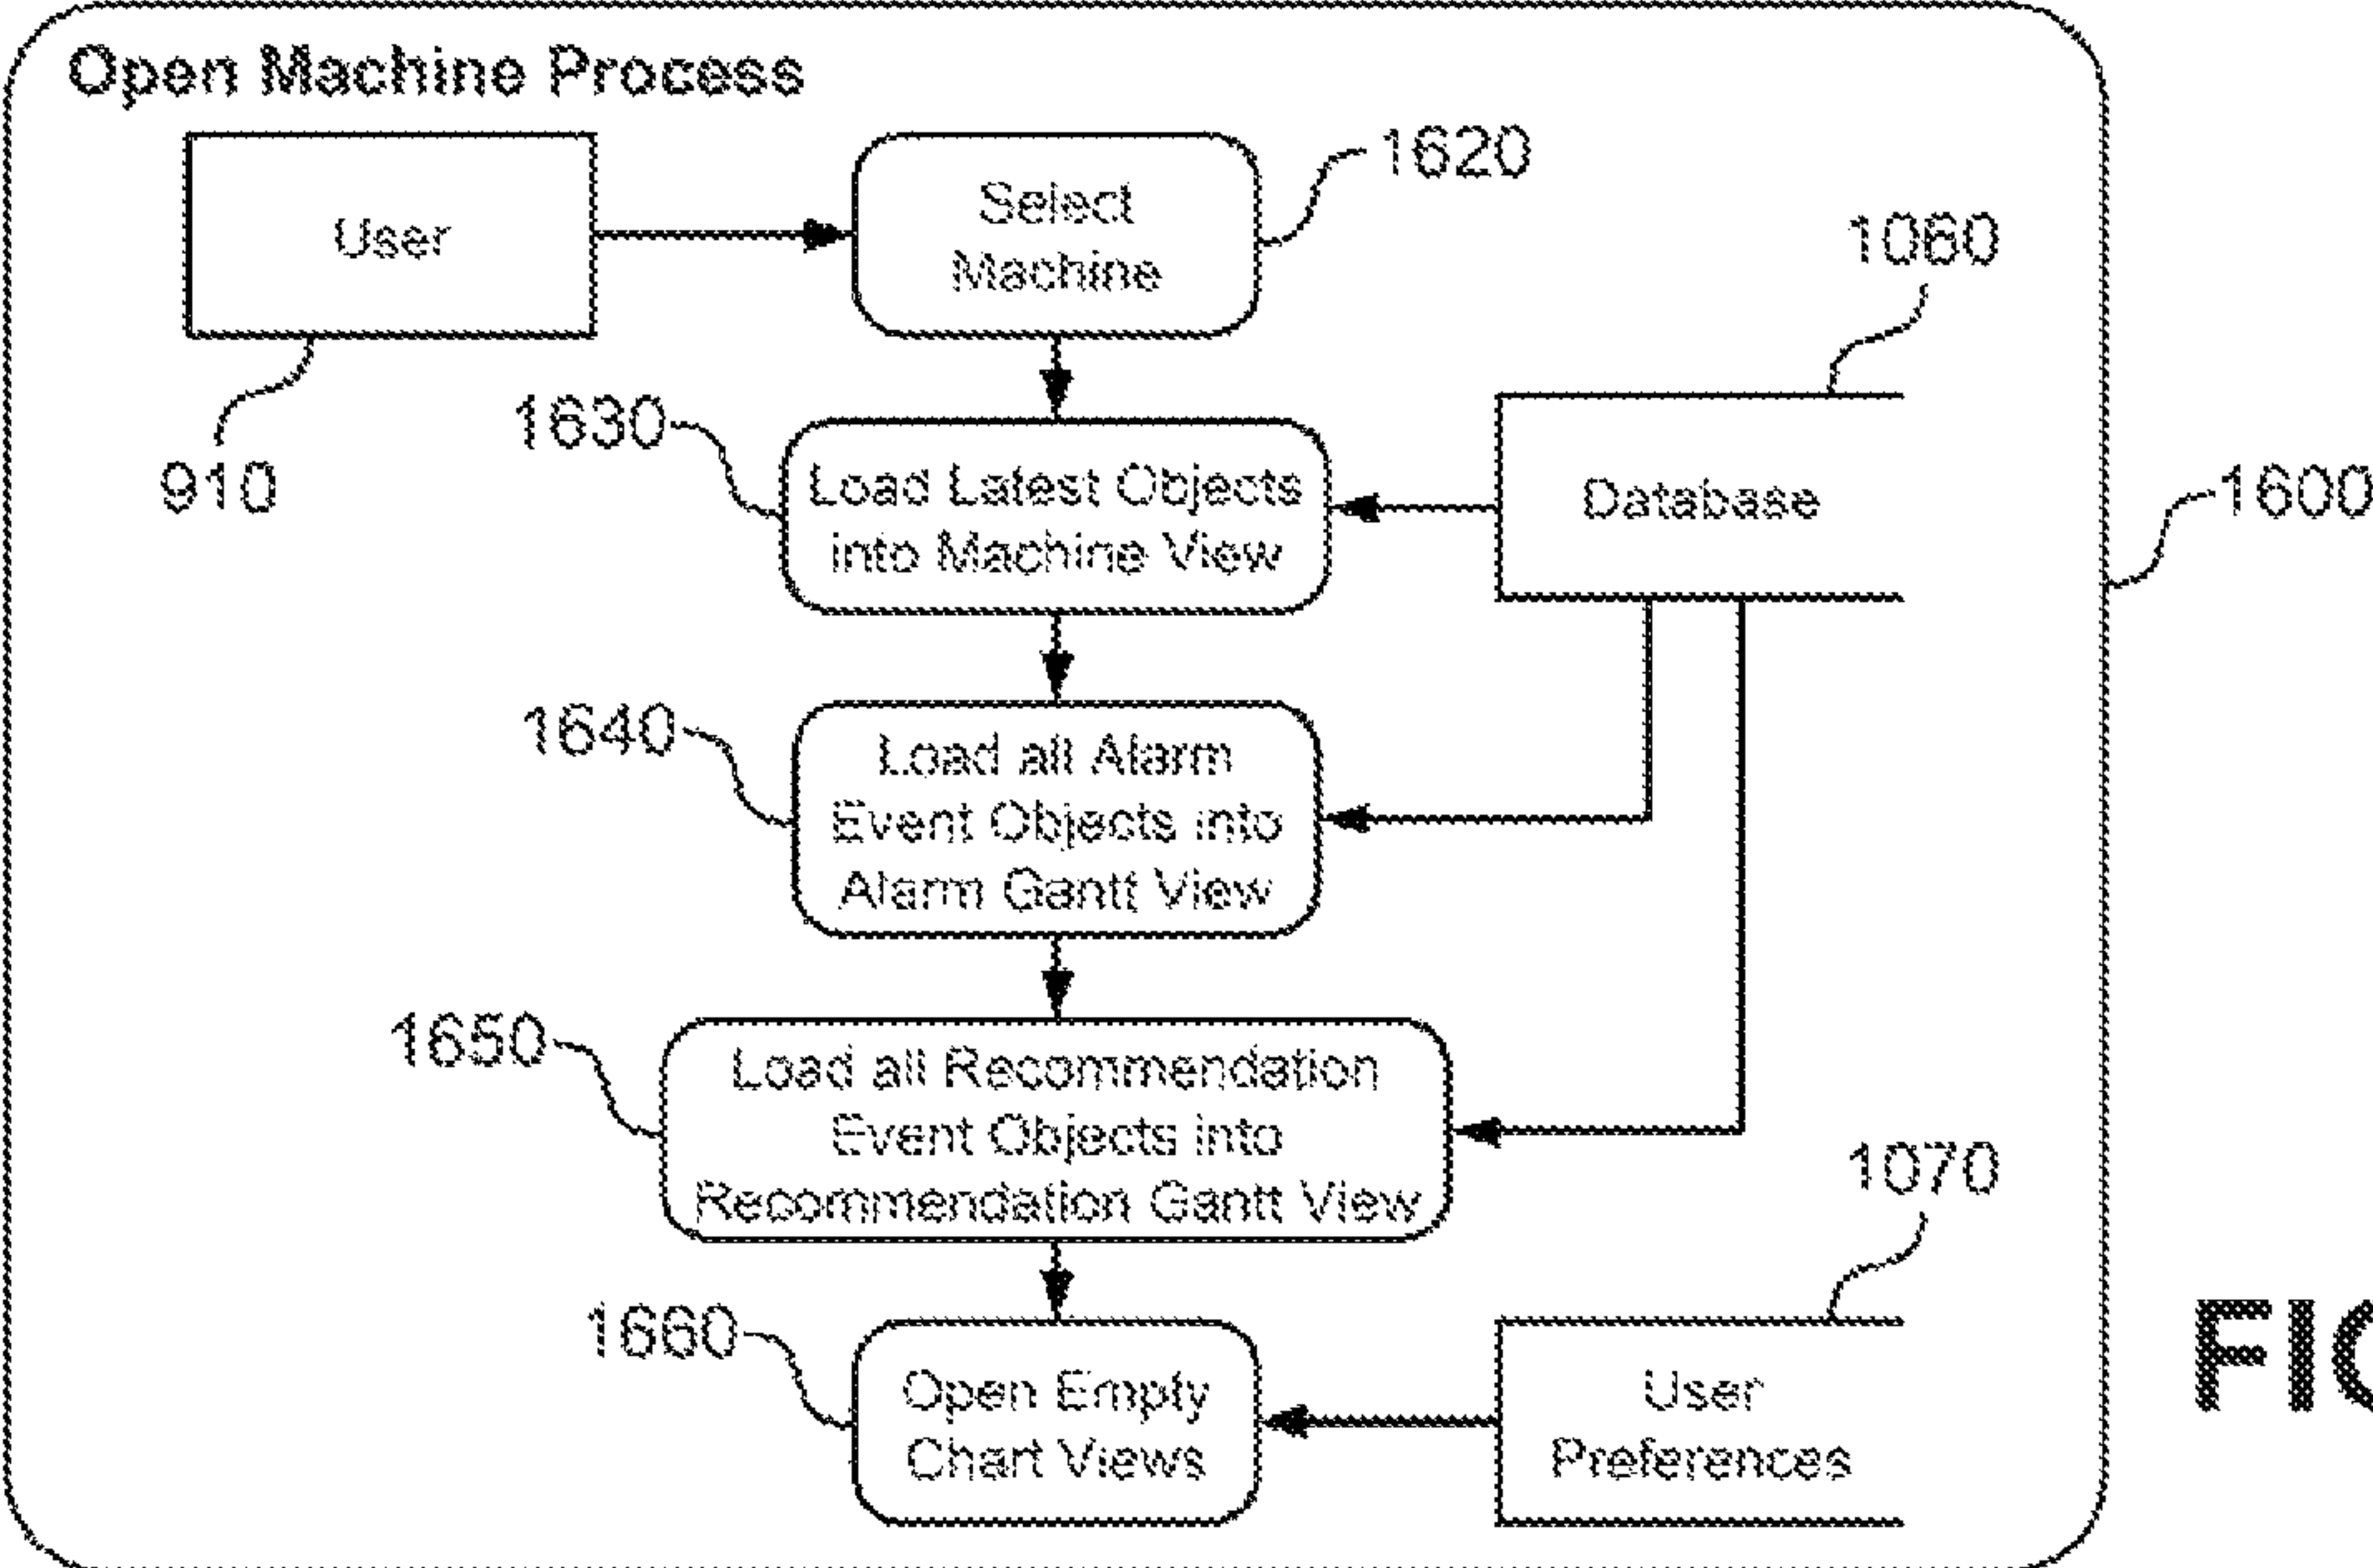 Open Machine Process
User
Select
Machine
1620
1060
910
1630
Load Latest Objects
into Machine View
Database
1600
1640
Load all Alarm
Event Objects into
Alarm Gantt View
1650
Load all Recommendation
Event Objects into
Recommendation Gantt View
1070
1660
Open Empty
Chart Views
User
Preferences